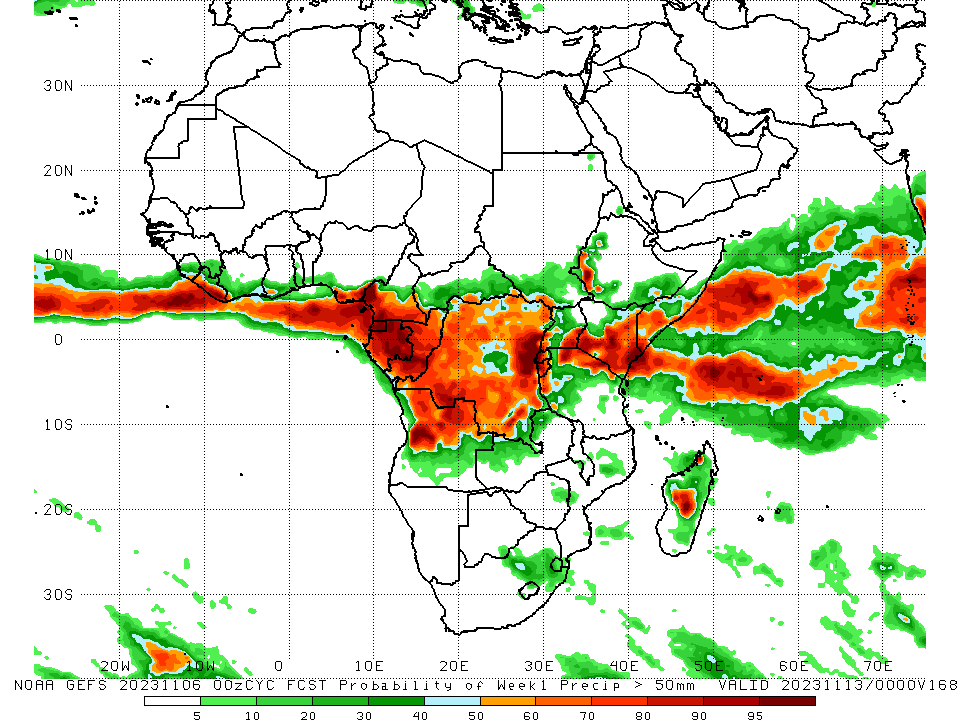 30N
20N
10N
0
10S
20S
30S
20W 10W 0 10E 20E 30E 40E 50E 60E 70E
NOAA GEFS 20231106 00zCYC FCST Probability of Week1 Precip > 50mm VALID 20231113/0000V168
5 10 20 30 40 50 60 70 80 90 95